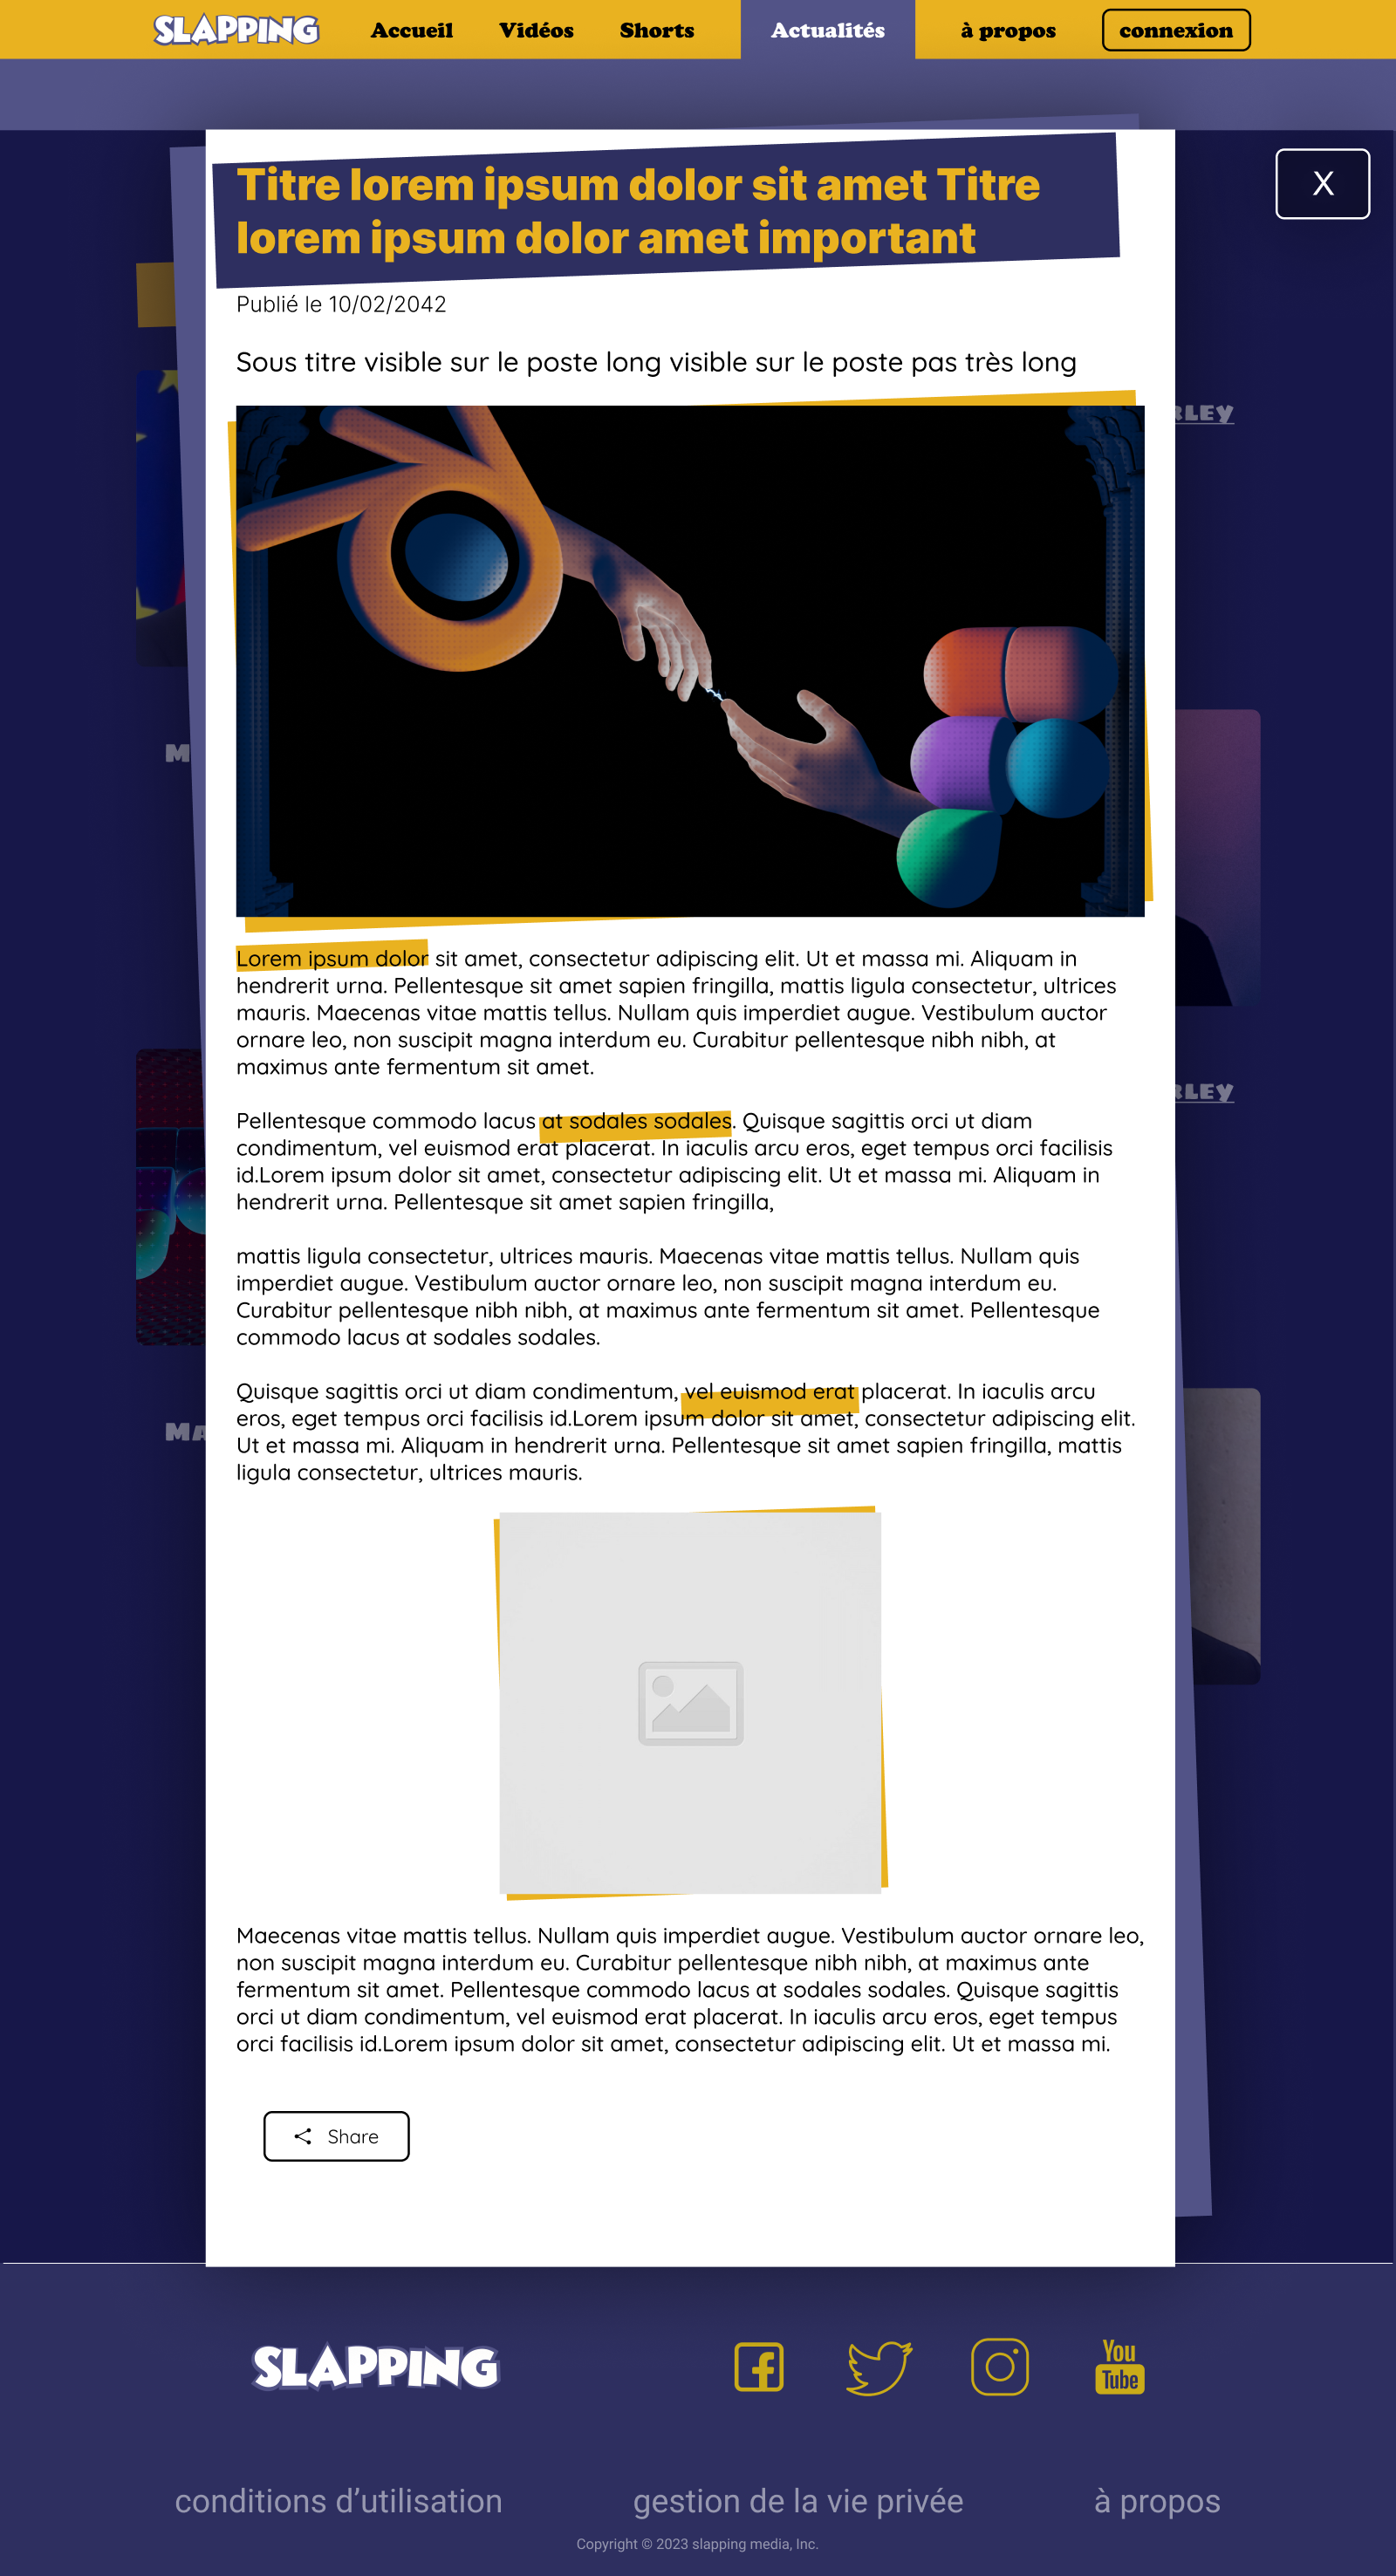 SLAPPING
Accueil
Vidéos
Shorts
Actualités
à propos
connexion
X
Titre lorem ipsum dolor sit amet Titre
lorem ipsum dolor amet important
Publié le 10/02/2042
Sous titre visible sur le poste long visible sur le poste pas très long
RLEY
M
Lorem ipsum dolor sit amet, consectetur adipiscing elit. Ut et massa mi. Aliquam in
hendrerit urna. Pellentesque sit amet sapien fringilla, mattis ligula consectetur, ultrices
mauris. Maecenas vitae mattis tellus. Nullam quis imperdiet augue. Vestibulum auctor
ornare leo, non suscipit magna interdum eu. Curabitur pellentesque nibh nibh, at
maximus ante fermentum sit amet.
RLEY
Pellentesque commodo lacus at sodales sodales. Quisque sagittis orci ut diam
condimentum, vel euismod erat placerat. In iaculis arcu eros, eget tempus orci facilisis
id.Lorem ipsum dolor sit amet, consectetur adipiscing elit. Ut et massa mi. Aliquam in
hendrerit urna. Pellentesque sit amet sapien fringilla,
mattis ligula consectetur, ultrices mauris. Maecenas vitae mattis tellus. Nullam quis
imperdiet augue. Vestibulum auctor ornare leo, non suscipit magna interdum eu.
Curabitur pellentesque nibh nibh, at maximus ante fermentum sit amet. Pellentesque
commodo lacus at sodales sodales.
Quisque sagittis orci ut diam condimentum, vel euismod erat placerat. In iaculis arcu
eros, eget tempus orci facilisis id.Lorem ipsum dolor sit amet, consectetur adipiscing elit.
Ut et massa mi. Aliquam in hendrerit urna. Pellentesque sit amet sapien fringilla, mattis
ligula consectetur, ultrices mauris.
MA
Maecenas vitae mattis tellus. Nullam quis imperdiet augue. Vestibulum auctor ornare leo,
non suscipit magna interdum eu. Curabitur pellentesque nibh nibh, at maximus ante
fermentum sit amet. Pellentesque commodo lacus at sodales sodales. Quisque sagittis
orci ut diam condimentum, vel euismod erat placerat. In iaculis arcu eros, eget tempus
orci facilisis id.Lorem ipsum dolor sit amet, consectetur adipiscing elit. Ut et massa mi.
Share
SLAPPING
You
Tube
conditions d’utilisation
gestion de la vie privée
à propos
Copyright © 2023 slapping media, Inc.